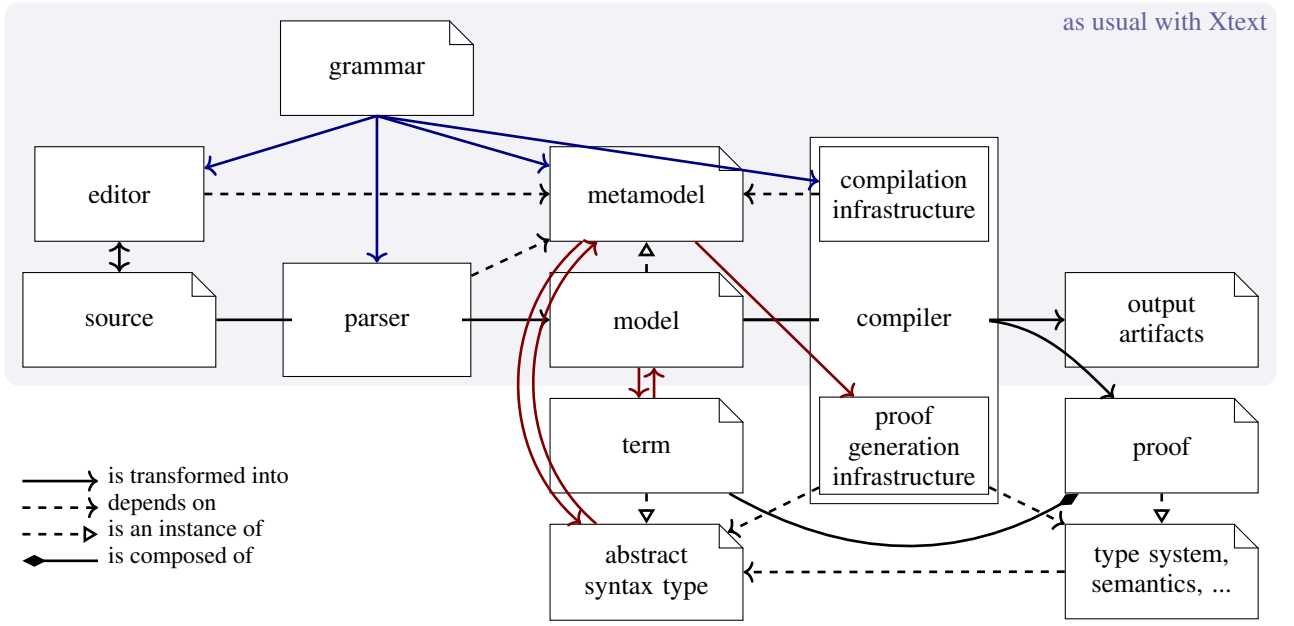 as usual with Xtext
grammar
editor
metamodel
compilation
infrastructure
source
parser
model
compiler
output
artifacts
term
proof
generation
infrastructure
proof
is transformed into
depends on
is an instance of
is composed of
abstract
syntax type
type system,
semantics, ...